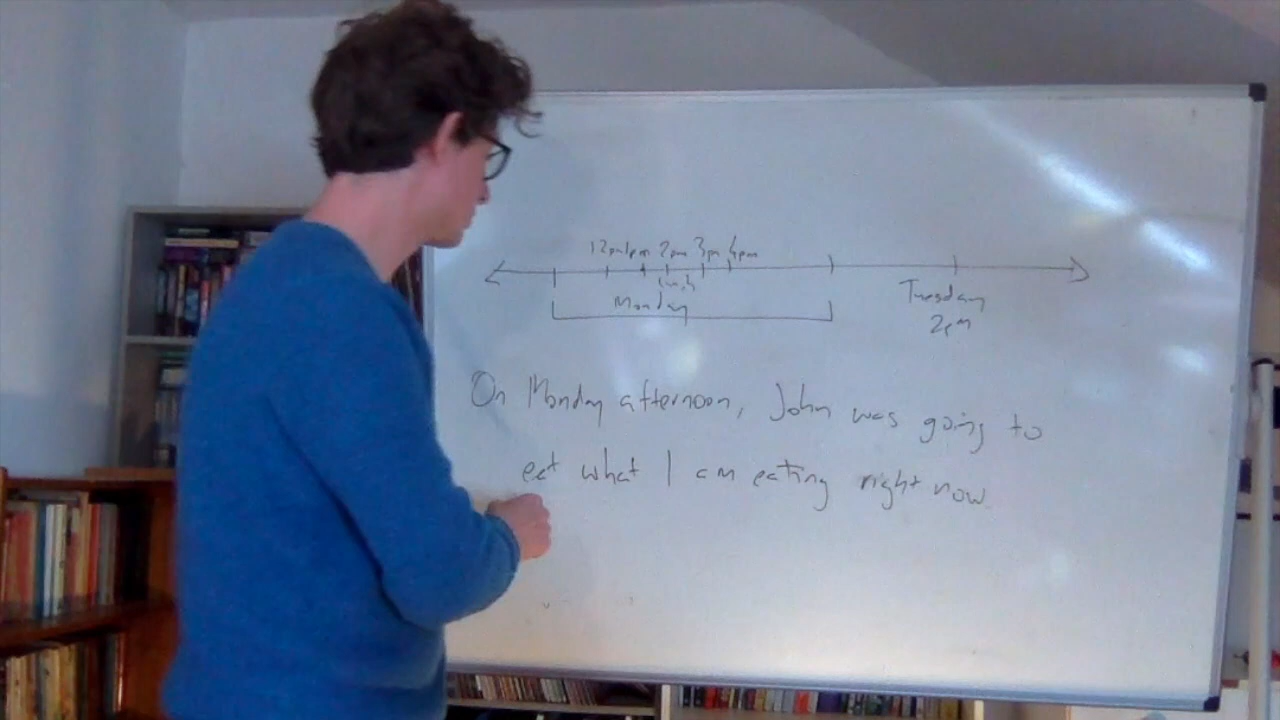 12pm 1pm 2pm 3pm 4pm
Monday
Tuesday
2pm
On Monday afternoon, John was going to
eat what I am eating right now